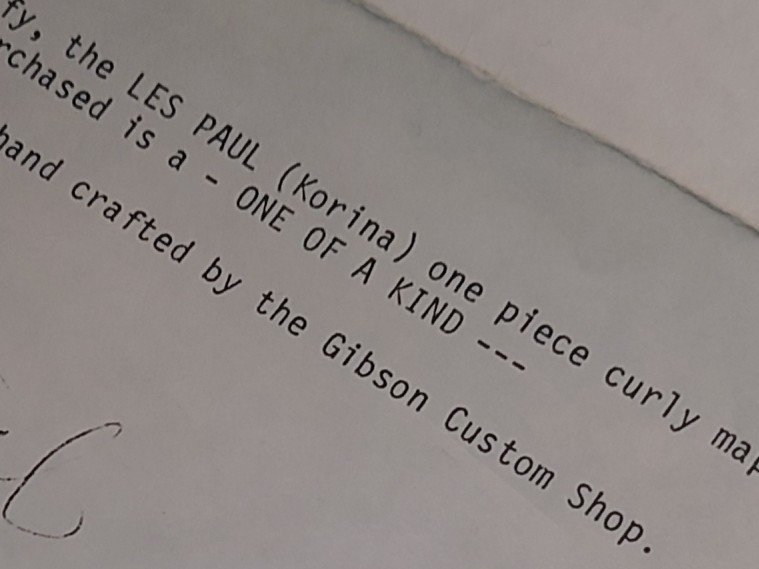 fy, the LES PAUL (Korina) one piece curly map
rchased is a - ONE OF A KIND ---
hand crafted by the Gibson Custom Shop.